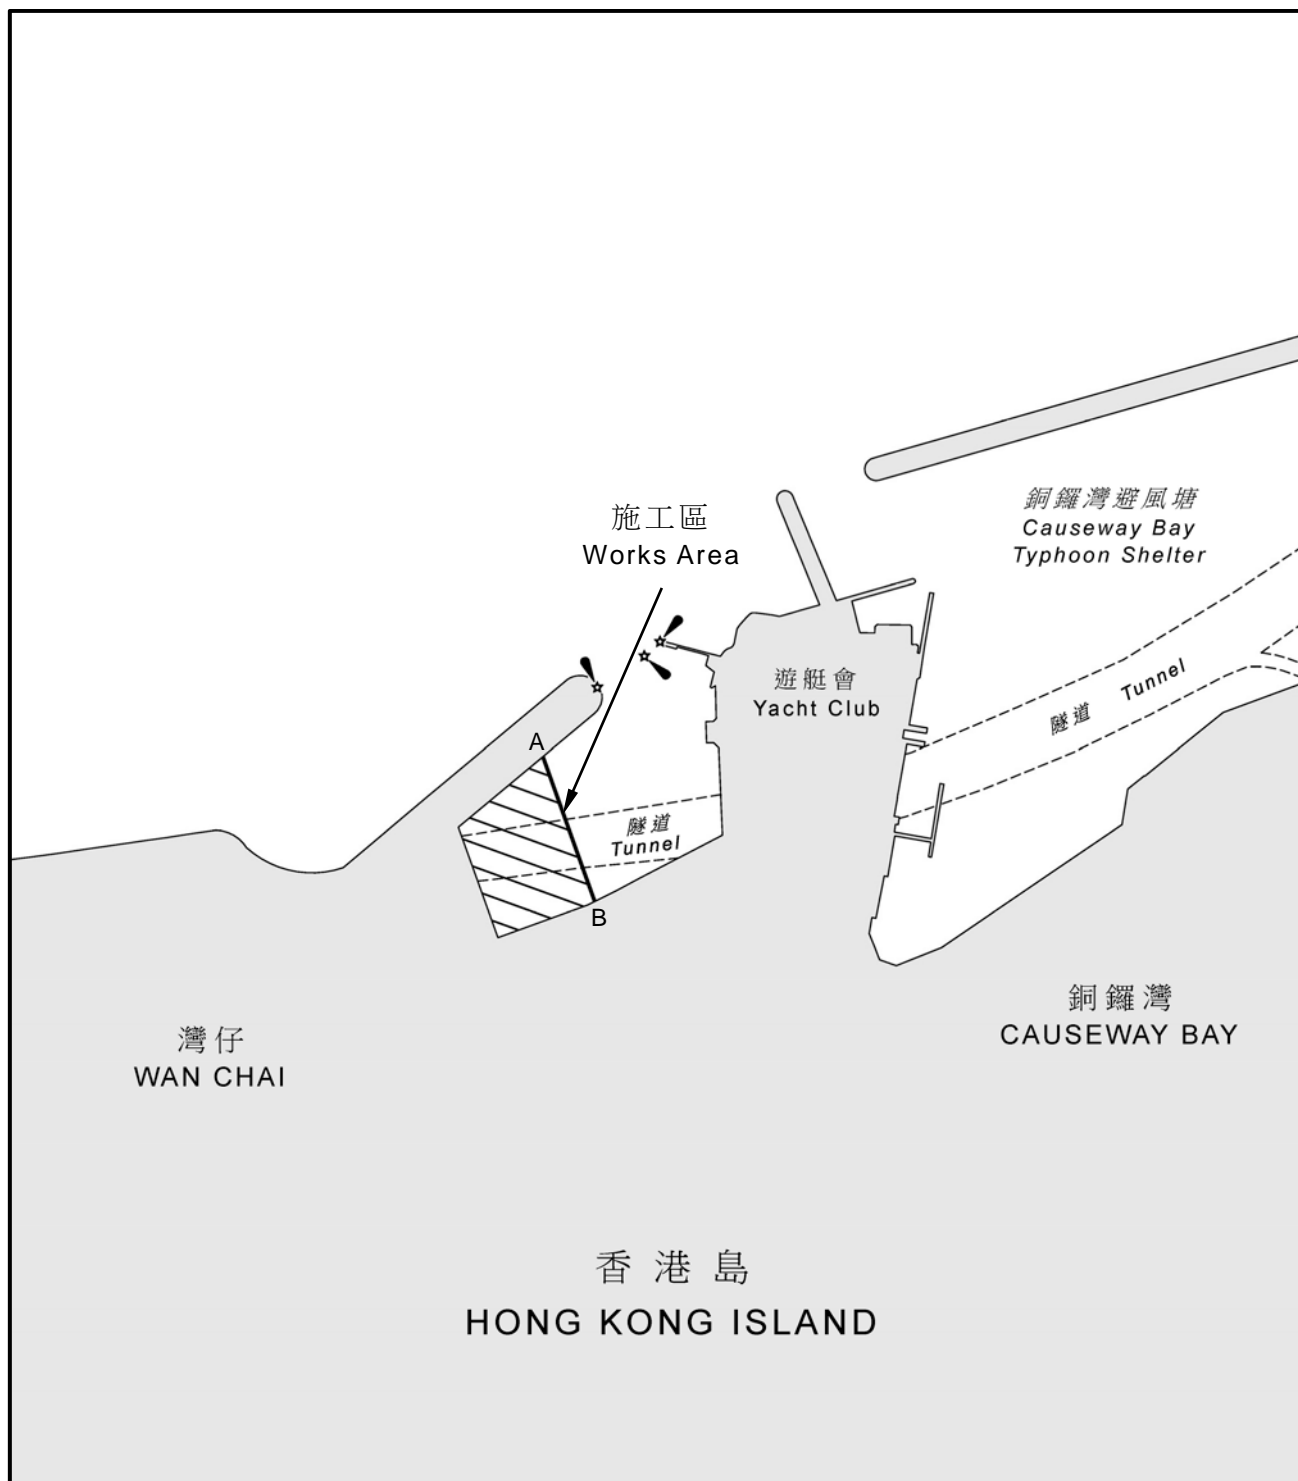 銅鑼灣避風塘
Causeway Bay
Typhoon Shelter
施工區
Works Area
遊艇會
Yacht Club
隧道 Tunnel
A
隧道
Tunnel
B
銅鑼灣
CAUSEWAY BAY
灣仔
WAN CHAI
香港島
HONG KONG ISLAND